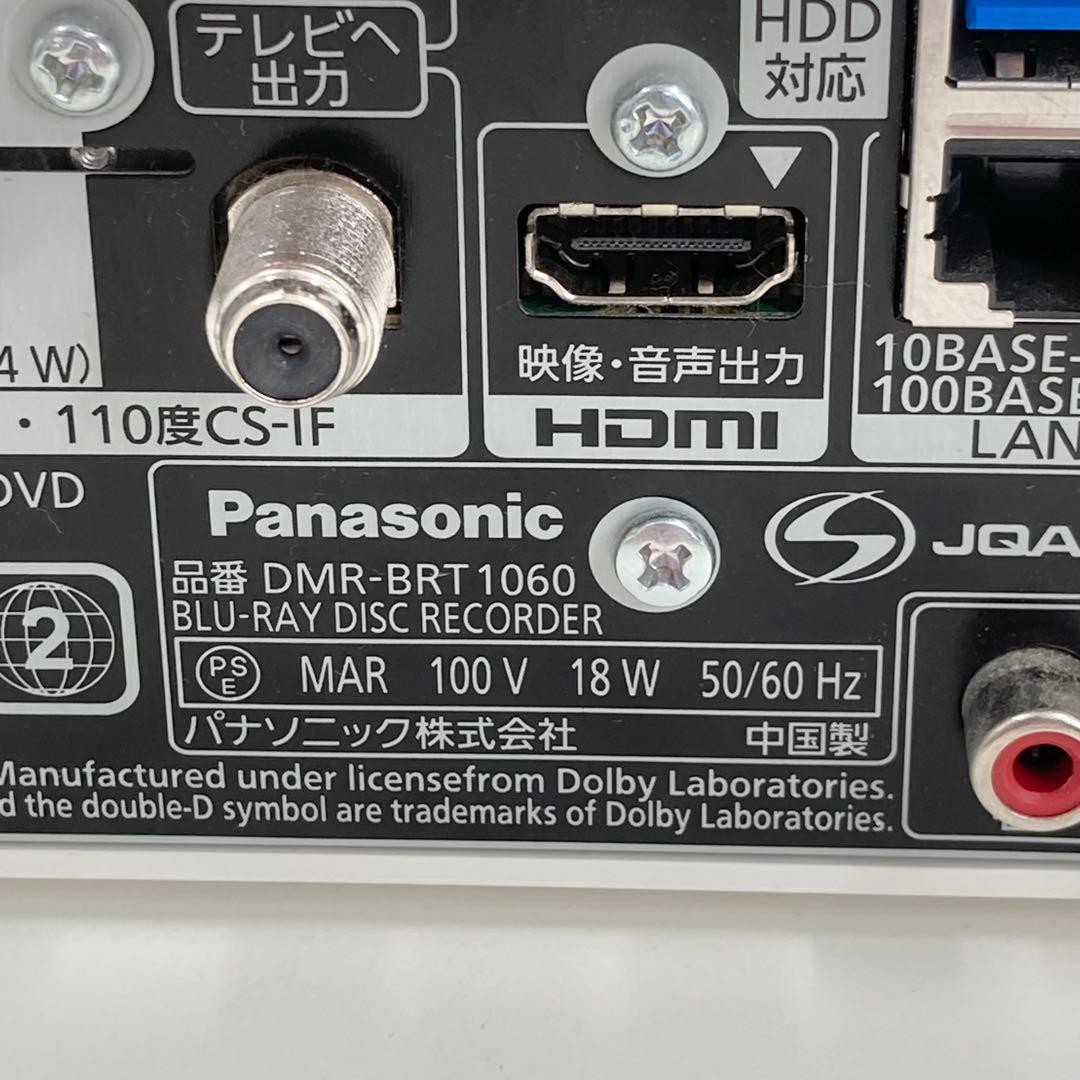 テレビへ
出力
HDD
対応
4 W)
・110度CS-IF
映像・音声出力
HDMI
10BASE-
100BASE
LAN
DVD
2
Panasonic
品番 DMR-BRT1060
BLU-RAY DISC RECORDER
S JQA
PSE MAR 100 V 18 W 50/60 Hz
パナソニック株式会社 中国製
Manufactured under licensefrom Dolby Laboratories.
d the double-D symbol are trademarks of Dolby Laboratories.